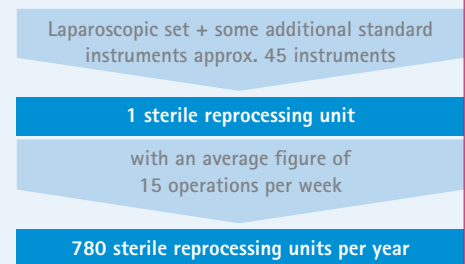 Laparoscopic set + some additional standard
instruments approx. 45 instruments
1 sterile reprocessing unit
with an average figure of
15 operations per week
780 sterile reprocessing units per year